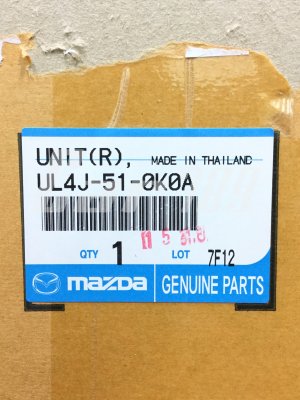 UNIT(R), MADE IN THAILAND
UL4J-51-0K0A
QTY 1 LOT 7F12
mazda GENUINE PARTS